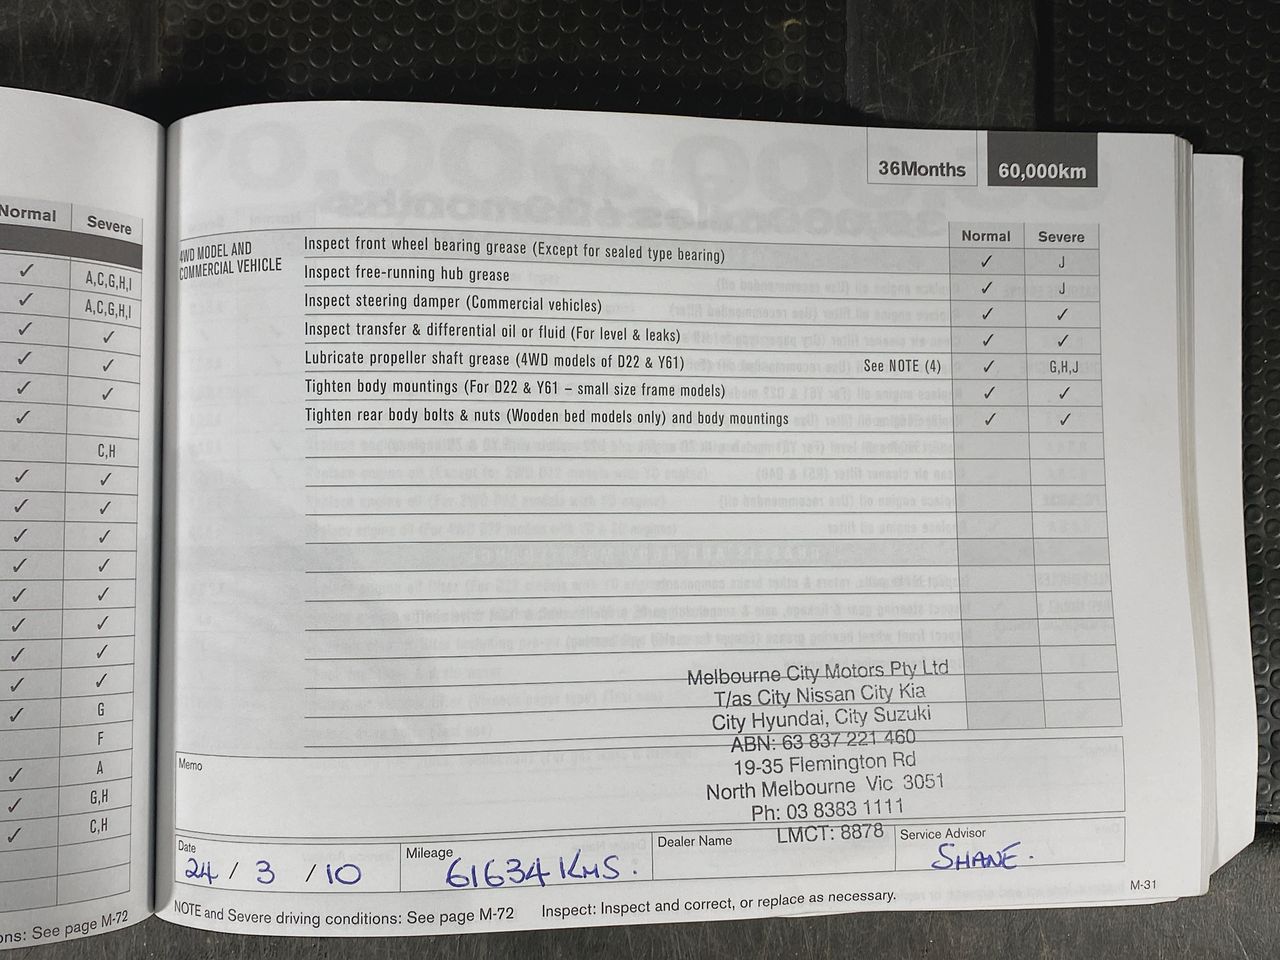 Normal Severe
✓ A,C,G,H,I
✓ A,C,G,H,I
✓ ✓
✓ ✓
✓ ✓
✓
C,H
✓ ✓
✓ ✓
✓ ✓
✓ ✓
✓ ✓
✓ ✓
✓ ✓
✓ ✓
✓ G
F
✓ A
✓ G,H
✓ C,H
ons: See page M-72
36Months 60,000km
Normal Severe
4WD MODEL AND
COMMERCIAL VEHICLE
Inspect front wheel bearing grease (Except for sealed type bearing) ✓ J
Inspect free-running hub grease ✓ J
Inspect steering damper (Commercial vehicles) ✓ ✓
Inspect transfer & differential oil or fluid (For level & leaks) ✓ ✓
Lubricate propeller shaft grease (4WD models of D22 & Y61) See NOTE (4) ✓ G,H,J
Tighten body mountings (For D22 & Y61 – small size frame models) ✓ ✓
Tighten rear body bolts & nuts (Wooden bed models only) and body mountings ✓ ✓
Melbourne City Motors Pty Ltd
T/as City Nissan City Kia
City Hyundai, City Suzuki
ABN: 63 837 221 460
19-35 Flemington Rd
North Melbourne Vic 3051
Ph: 03 8383 1111
LMCT: 8878
Memo
Date 24 / 3 / 10
Mileage 61634 KMS.
Dealer Name
Service Advisor SHANE.
NOTE and Severe driving conditions: See page M-72 Inspect: Inspect and correct, or replace as necessary.
M-31